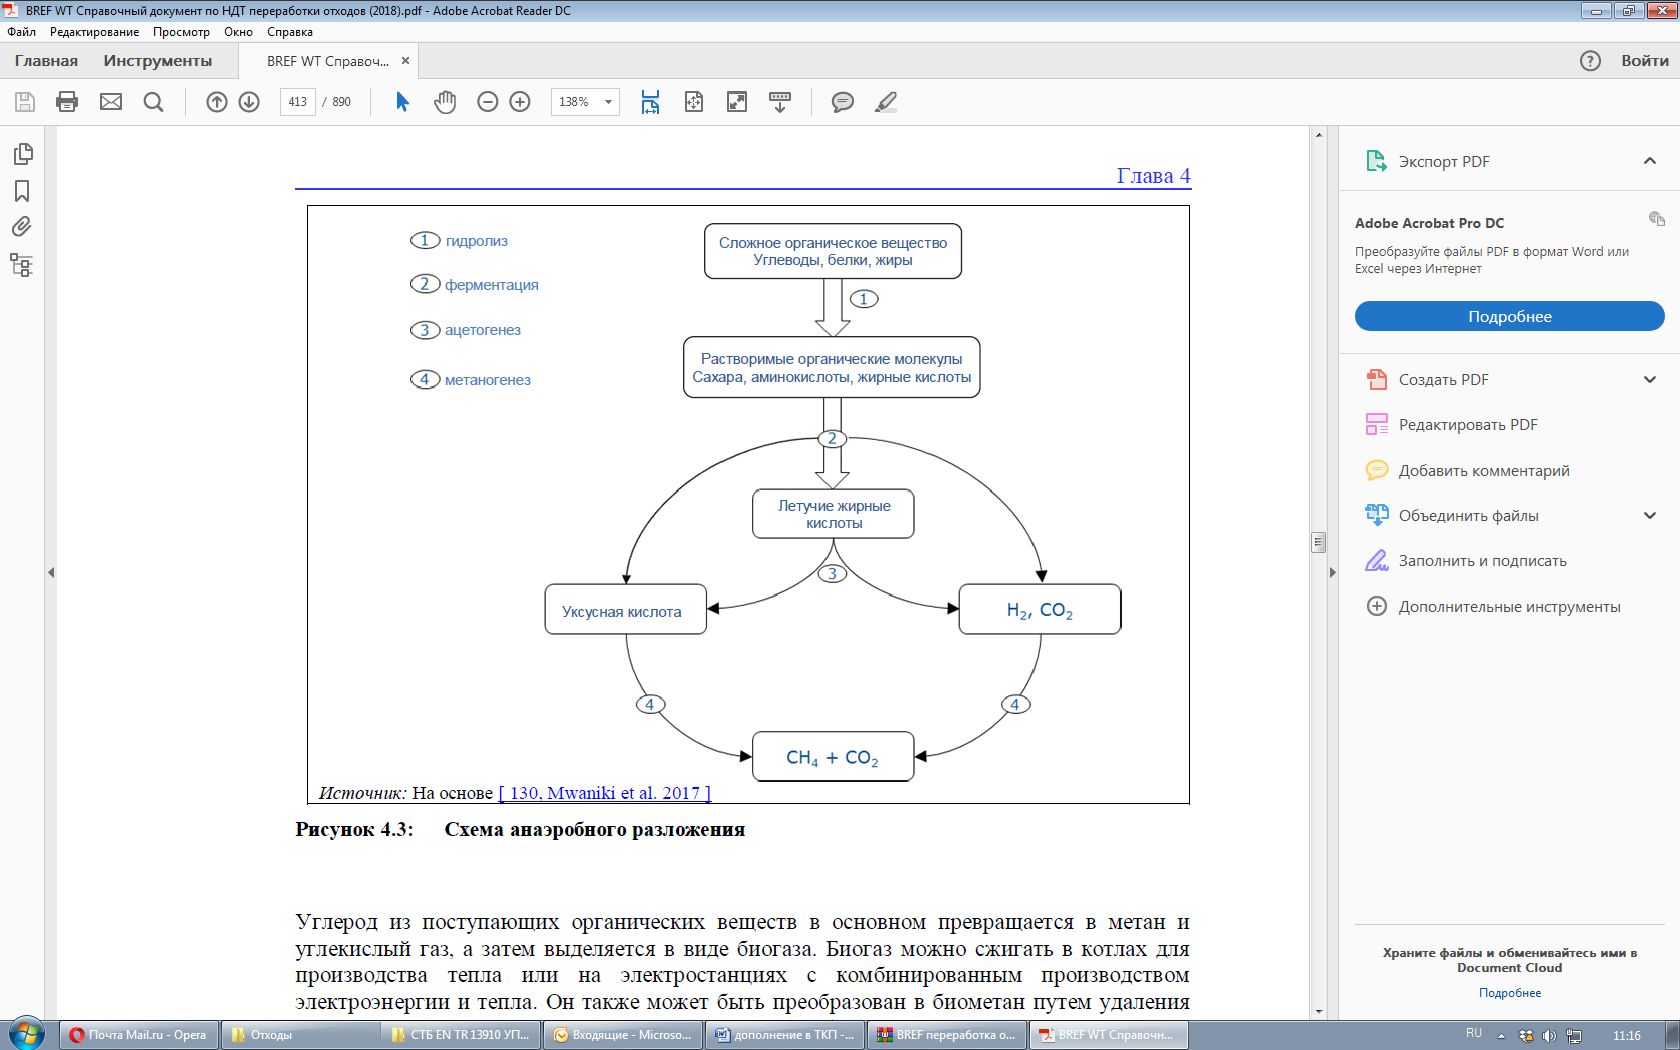 BREF WT Справочный документ по НДТ переработки отходов (2018).pdf - Adobe Acrobat Reader DC
Файл Редактирование Просмотр Окно Справка
Главная Инструменты BREF WT Справоч... × ? Войти
413 / 890 138%
Глава 4
1 гидролиз
2 ферментация
3 ацетогенез
4 метаногенез
Сложное органическое вещество
Углеводы, белки, жиры
1
Растворимые органические молекулы
Сахара, аминокислоты, жирные кислоты
2
Летучие жирные
кислоты
3
Уксусная кислота
H₂, CO₂
4
4
CH₄ + CO₂
Источник: На основе [ 130, Mwaniki et al. 2017 ]
Рисунок 4.3: Схема анаэробного разложения
Углерод из поступающих органических веществ в основном превращается в метан и
углекислый газ, а затем выделяется в виде биогаза. Биогаз можно сжигать в котлах для
производства тепла или на электростанциях с комбинированным производством
электроэнергии и тепла. Он также может быть преобразован в биометан путем удаления
Экспорт PDF
Adobe Acrobat Pro DC
Преобразуйте файлы PDF в формат Word или
Excel через Интернет
Подробнее
Создать PDF
Редактировать PDF
Добавить комментарий
Объединить файлы
Заполнить и подписать
Дополнительные инструменты
Храните файлы и обменивайтесь ими в
Document Cloud
Подробнее
Почта Mail.ru - Opera Отходы СТБ EN TR 13910 УП... Входящие - Microso... дополнение в ТКП -... BREF переработка о... BREF WT Справочн... RU 11:16